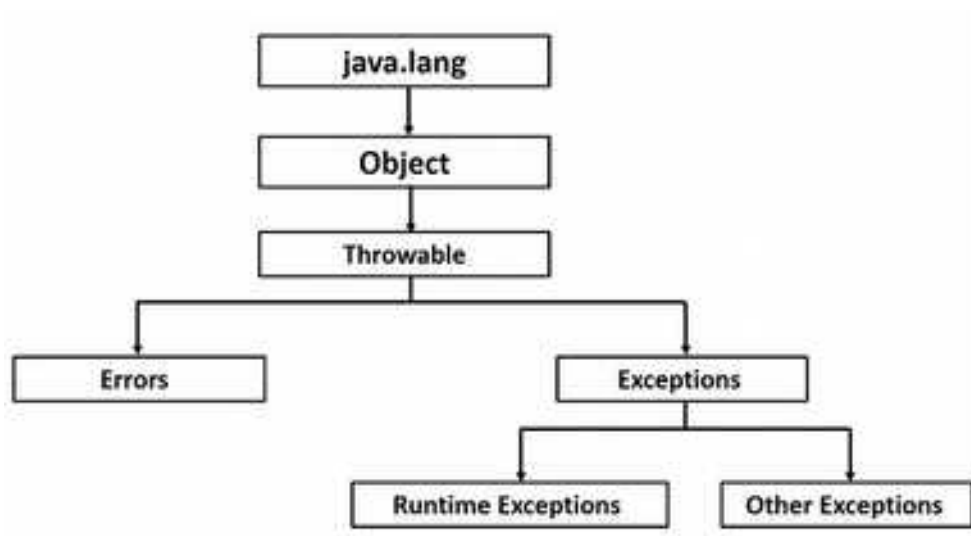 java.lang
Object
Throwable
Errors
Exceptions
Runtime Exceptions
Other Exceptions